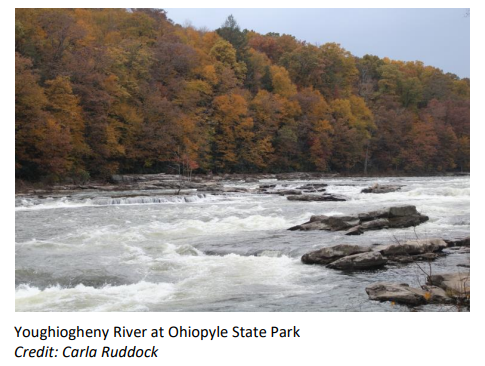 Youghiogheny River at Ohiopyle State Park
Credit: Carla Ruddock